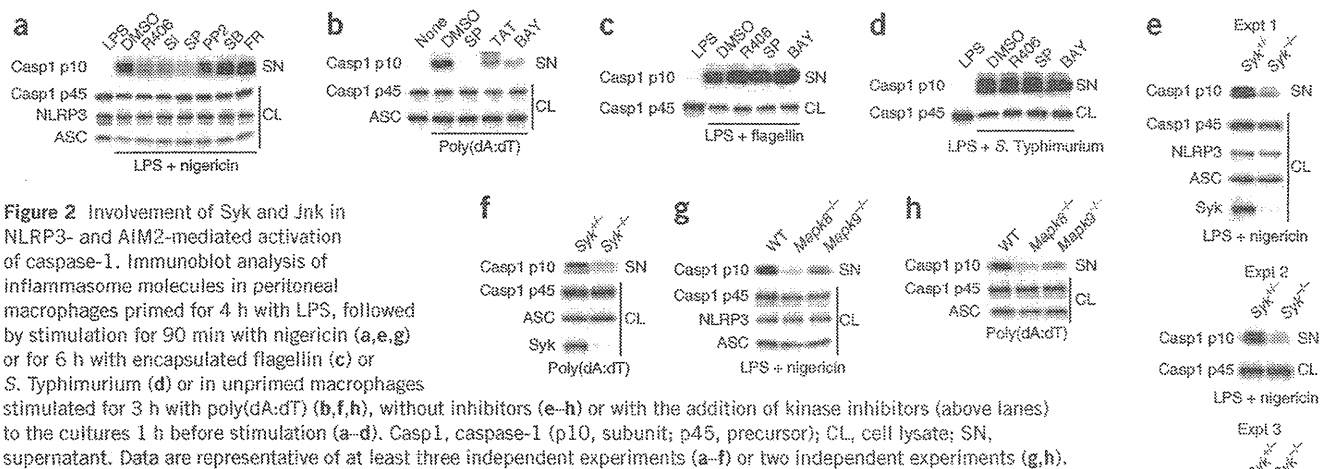 a
LPS DMSO R406 Si SP PP2 SB FR
Casp1 p10 SN
Casp1 p45
NLRP3 CL
ASC
LPS + nigericin
b
None DMSO SP TAT BAY
Casp1 p10 SN
Casp1 p45
ASC CL
Poly(dA:dT)
c
LPS DMSO R406 SP BAY
SN
Casp1 p45 CL
LPS + flagellin
d
LPS DMSO R406 SP BAY
SN
CL
LPS + S. Typhimurium
e
Expt 1
Syk+/− Syk−/−
Casp1 p10 SN
Casp1 p45
NLRP3
CL
ASC
Syk
LPS + nigericin
Expt 2
Syk+/− Syk−/−
Casp1 p10 SN
Casp1 p45 CL
LPS + nigericin
Expt 3
f
Syk+/− Syk−/−
Casp1 p10 SN
Casp1 p45
ASC CL
Syk
Poly(dA:dT)
g
WT Mapk8−/− Mapk9−/−
Casp1 p10 SN
Casp1 p45
NLRP3 CL
ASC
LPS + nigericin
h
WT Mapk8−/− Mapk9−/−
Casp1 p10 SN
Casp1 p45
CL
ASC
Poly(dA:dT)
Figure 2 Involvement of Syk and Jnk in
NLRP3- and AIM2-mediated activation
of caspase-1. Immunoblot analysis of
inflammasome molecules in peritoneal
macrophages primed for 4 h with LPS, followed
by stimulation for 90 min with nigericin (a,e,g)
or for 6 h with encapsulated flagellin (c) or
S. Typhimurium (d) or in unprimed macrophages
stimulated for 3 h with poly(dA:dT) (b,f,h), without inhibitors (e–h) or with the addition of kinase inhibitors (above lanes)
to the cultures 1 h before stimulation (a–d). Casp1, caspase-1 (p10, subunit; p45, precursor); CL, cell lysate; SN,
supernatant. Data are representative of at least three independent experiments (a–f) or two independent experiments (g,h).